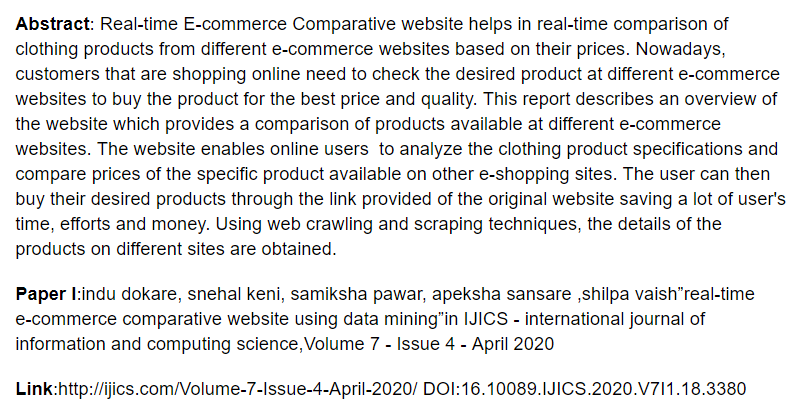 Abstract: Real-time E-commerce Comparative website helps in real-time comparison of
clothing products from different e-commerce websites based on their prices. Nowadays,
customers that are shopping online need to check the desired product at different e-commerce
websites to buy the product for the best price and quality. This report describes an overview of
the website which provides a comparison of products available at different e-commerce
websites. The website enables online users  to analyze the clothing product specifications and
compare prices of the specific product available on other e-shopping sites. The user can then
buy their desired products through the link provided of the original website saving a lot of user's
time, efforts and money. Using web crawling and scraping techniques, the details of the
products on different sites are obtained.
Paper I:indu dokare, snehal keni, samiksha pawar, apeksha sansare ,shilpa vaish”real-time
e-commerce comparative website using data mining”in IJICS - international journal of
information and computing science,Volume 7 - Issue 4 - April 2020
Link:http://ijics.com/Volume-7-Issue-4-April-2020/ DOI:16.10089.IJICS.2020.V7I1.18.3380